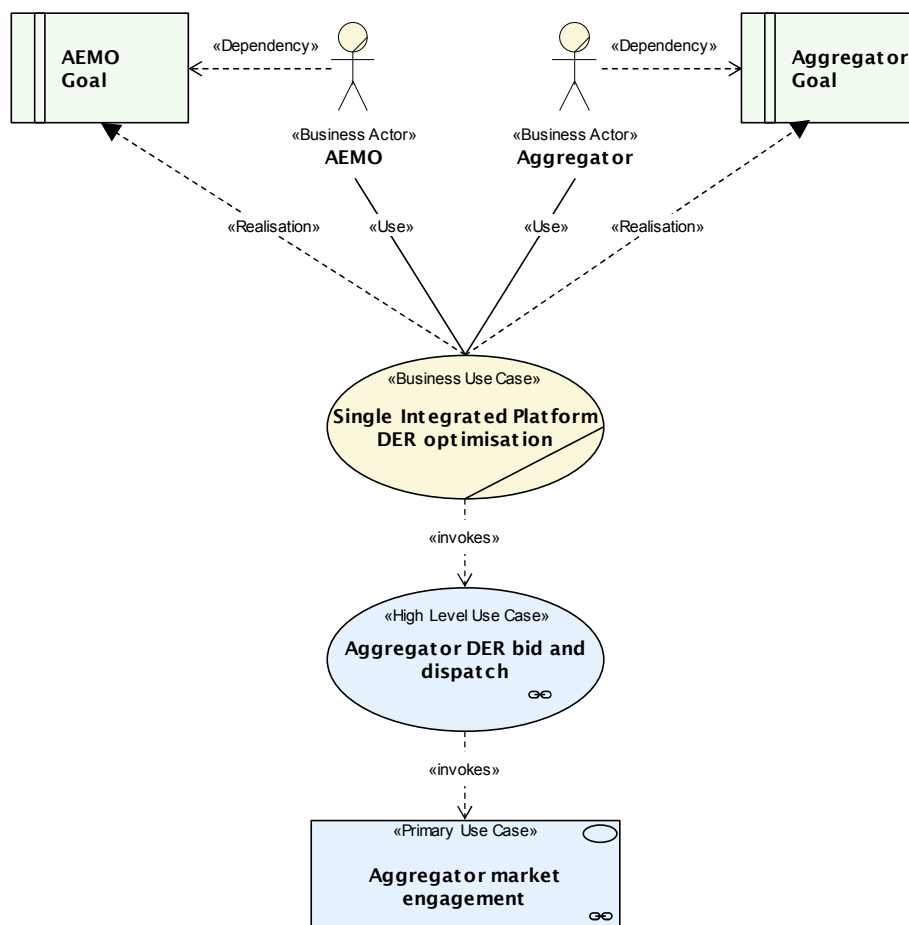 «Dependency»
«Dependency»
AEMO
Goal
Aggregator
Goal
«Business Actor»
AEMO
«Business Actor»
Aggregator
«Realisation»
«Use»
«Use»
«Realisation»
«Business Use Case»
Single Integrated Platform
DER optimisation
«invokes»
«High Level Use Case»
Aggregator DER bid and
dispatch
«invokes»
«Primary Use Case»
Aggregator market
engagement